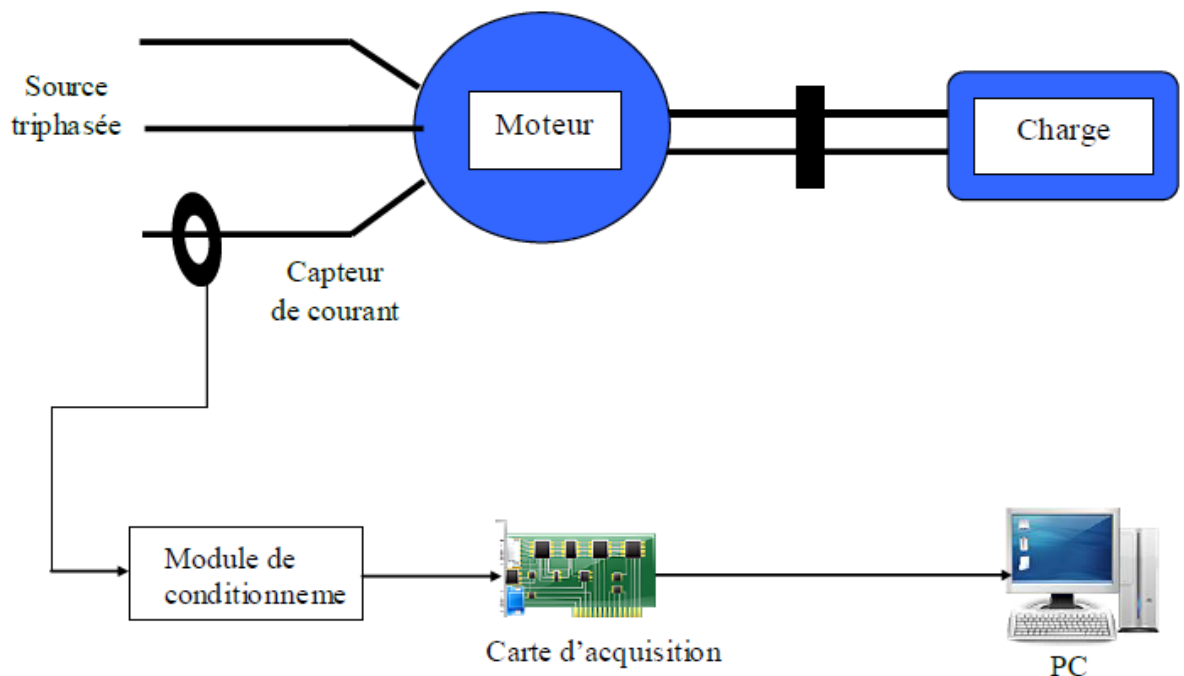 Source
triphasée
Moteur
Charge
Capteur
de courant
Module de
conditionneme
Carte d’acquisition
PC